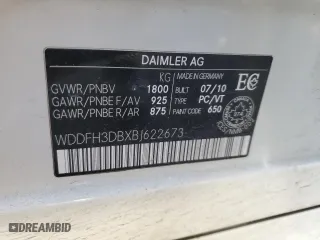 DAIMLER AG
KG
MADE IN GERMANY
GVWR/PNBV 1800
BUILT 07/10
GAWR/PNBE F/AV 925
TYPE PC/VT
GAWR/PNBE R/AR 875
PAINT CODE 650
EC
WDDFH3DBXBJ622673